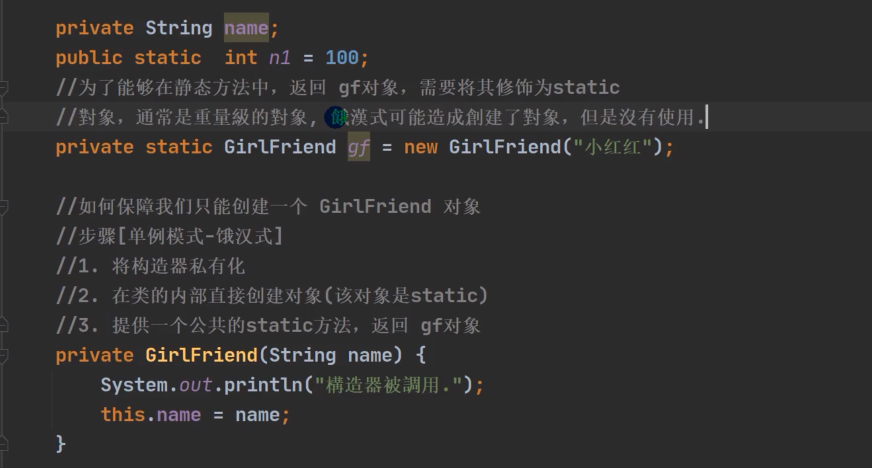 private String name;
public static  int n1 = 100;
//为了能够在静态方法中，返回 gf对象，需要将其修饰为static
//對象，通常是重量級的對象，餓漢式可能造成創建了對象，但是沒有使用.
private static GirlFriend gf = new GirlFriend("小红红");
//如何保障我们只能创建一个 GirlFriend 对象
//步骤[单例模式-饿汉式]
//1. 将构造器私有化
//2. 在类的内部直接创建对象(该对象是static)
//3. 提供一个公共的static方法，返回 gf对象
private GirlFriend(String name) {
System.out.println("構造器被調用.");
this.name = name;
}